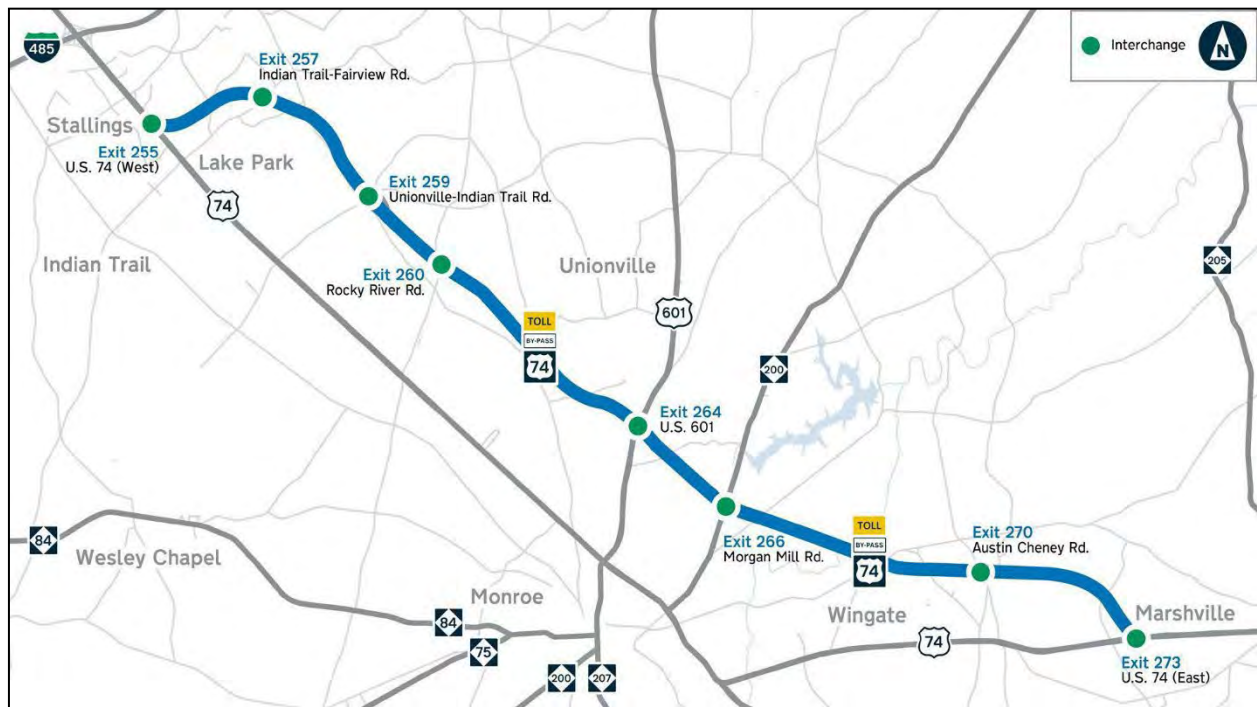 485
Exit 257
Indian Trail-Fairview Rd.
Interchange
N
Stallings
Exit 255
U.S. 74 (West)
Lake Park
74
Exit 259
Unionville-Indian Trail Rd.
Indian Trail
Exit 260
Rocky River Rd.
Unionville
205
601
TOLL
BY-PASS
74
200
Exit 264
U.S. 601
84
Wesley Chapel
Exit 266
Morgan Mill Rd.
TOLL
BY-PASS
74
Exit 270
Austin Cheney Rd.
Monroe
84
75
Wingate
74
Marshville
Exit 273
U.S. 74 (East)
200
207